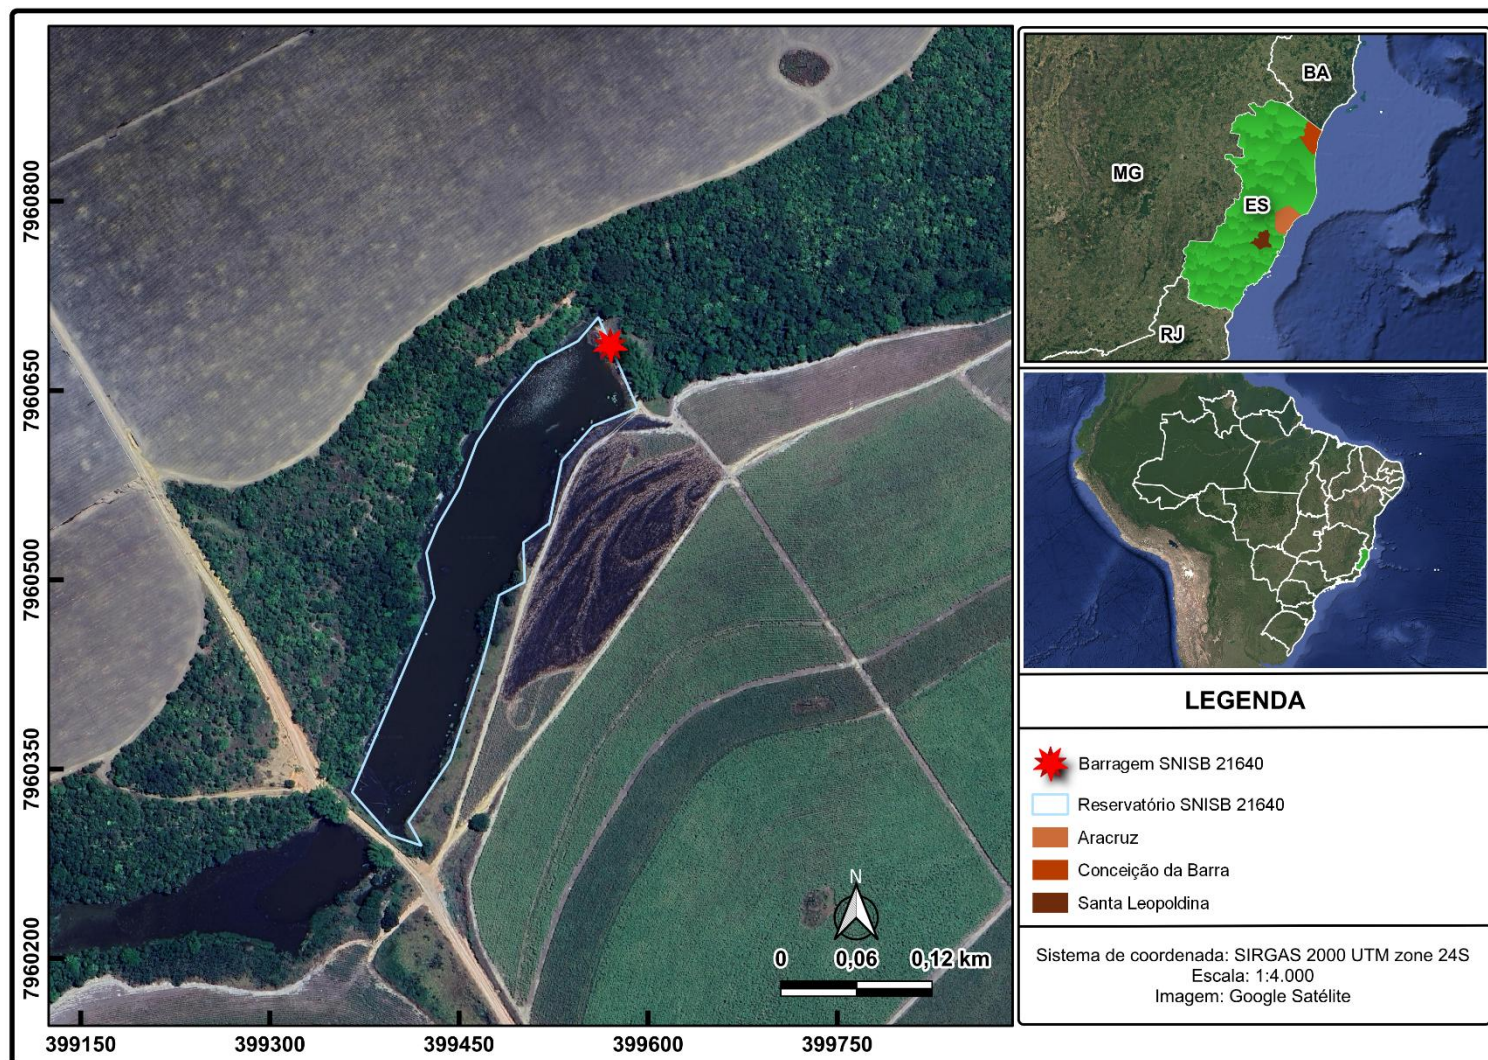 7960800
7960650
7960500
7960350
7960200
399150
399300
399450
399600
399750
N
0 0,06 0,12 km
BA
MG
ES
RJ
LEGENDA
Barragem SNISB 21640
Reservatório SNISB 21640
Aracruz
Conceição da Barra
Santa Leopoldina
Sistema de coordenada: SIRGAS 2000 UTM zone 24S
Escala: 1:4.000
Imagem: Google Satélite